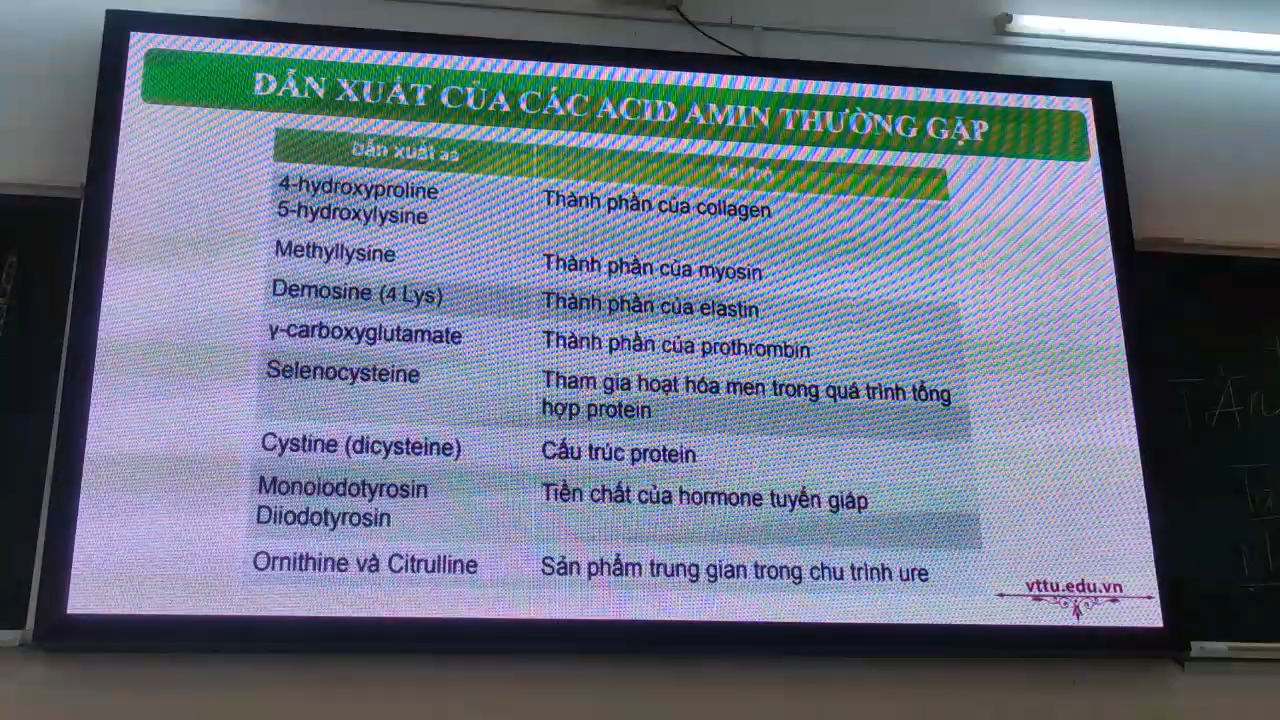 DẪN XUẤT CỦA CÁC ACID AMIN THƯỜNG GẶP
Dẫn xuất aa
4-hydroxyproline
5-hydroxylysine
Thành phần của collagen
Methyllysine
Thành phần của myosin
Demosine (4 Lys)
Thành phần của elastin
γ-carboxyglutamate
Thành phần của prothrombin
Selenocysteine
Tham gia hoạt hóa men trong quá trình tổng
hợp protein
Cystine (dicysteine)
Cấu trúc protein
Monoiodotyrosin
Diiodotyrosin
Tiền chất của hormone tuyến giáp
Ornithine và Citrulline
Sản phẩm trung gian trong chu trình ure
vttu.edu.vn